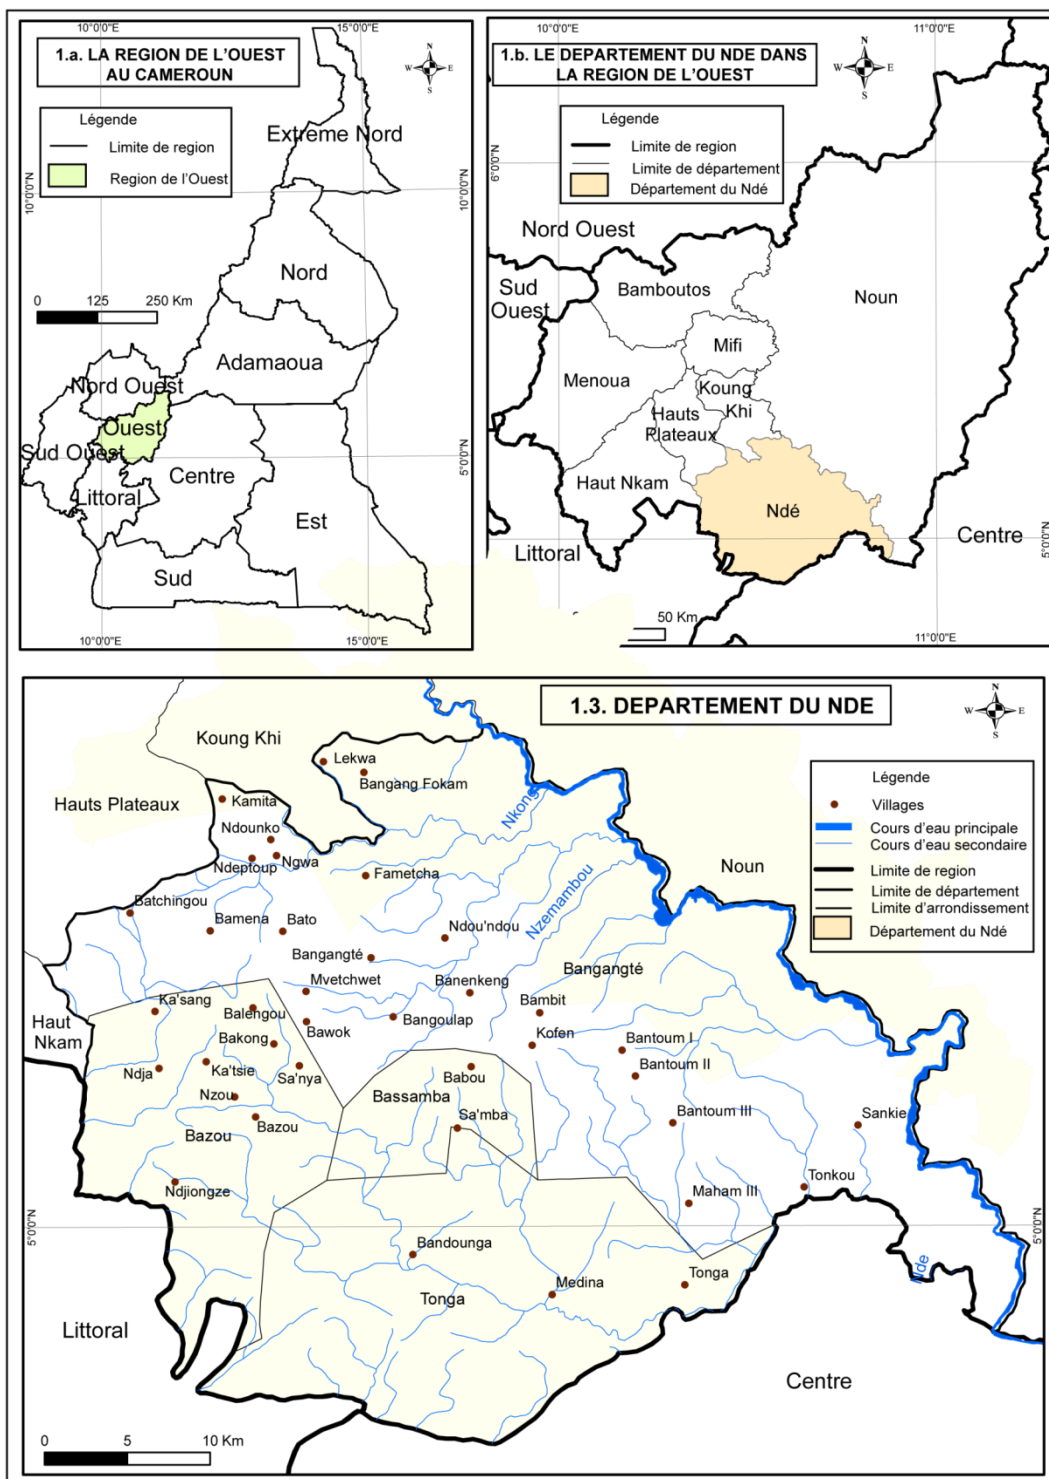 10°0'0"E
15°0'0"E
1.a. LA REGION DE L'OUEST
AU CAMEROUN
N
W
E
S
Légende
Limite de region
Region de l'Ouest
Extrême Nord
10°0'0"N
10°0'0"N
Nord
0 125 250 Km
Adamaoua
Nord Ouest
Ouest
Sud Ouest
Centre
5°0'0"N
Littoral
Est
Sud
10°0'0"E
15°0'0"E
10°0'0"E
11°0'0"E
1.b. LE DEPARTEMENT DU NDE DANS
LA REGION DE L'OUEST
N
W
E
S
Légende
Limite de region
Limite de département
Département du Ndé
6°0'0"N
Nord Ouest
Sud
Ouest
Bamboutos
Noun
Mifi
Menoua
Koung
Khi
Hauts
Plateaux
Haut Nkam
Ndé
Littoral
Centre
5°0'0"N
50 Km
11°0'0"E
1.3. DEPARTEMENT DU NDE
N
W
E
S
Légende
Villages
Cours d'eau principale
Cours d'eau secondaire
Limite de region
Limite de département
Limite d'arrondissement
Département du Ndé
Koung Khi
Lekwa
Bangang Fokam
Hauts Plateaux
Kamita
Nkong
Ndounko
Ndeptoup
Ngwa
Noun
Fametcha
Batchingou
Bamena
Bato
Ndou'ndou
Nzemambou
Bangangté
Bangangté
Mvetchwet
Banenkeng
Ka'sang
Balengou
Bawok
Bangoulap
Bambit
Haut
Nkam
Bakong
Kofen
Bantoum I
Ndja
Ka'tsie
Sa'nya
Babou
Bantoum II
Nzou
Bassamba
Bazou
Bazou
Sa'mba
Bantoum III
Sankie
Ndjiongze
Maham III
Tonkou
5°0'0"N
5°0'0"N
Bandounga
Nde
Medina
Tonga
Tonga
Littoral
Centre
0 5 10 Km